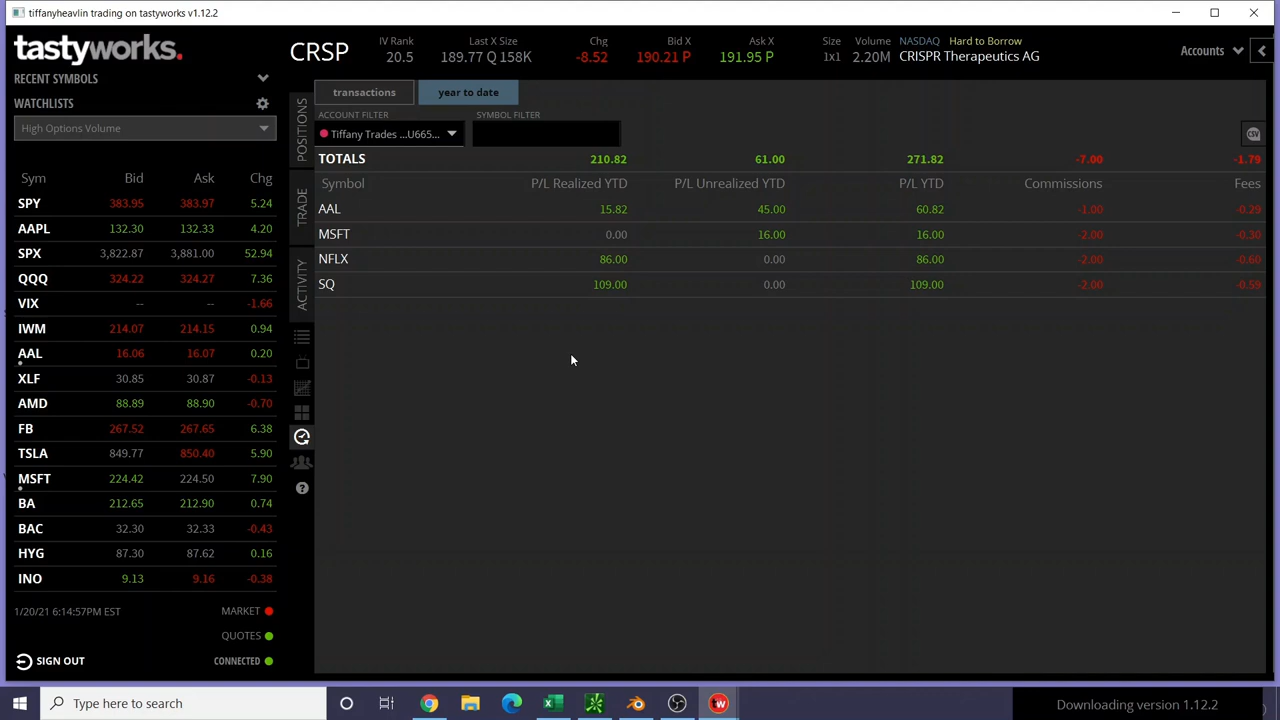 tiffanyheavlin trading on tastyworks v1.12.2
tastyworks.
CRSP
IV Rank
20.5
Last X Size
189.77 Q 158K
Chg
-8.52
Bid X
190.21 P
Ask X
191.95 P
Size
1x1
Volume
2.20M
NASDAQ Hard to Borrow
CRISPR Therapeutics AG
Accounts
RECENT SYMBOLS
WATCHLISTS
High Options Volume
Sym Bid Ask Chg
SPY 383.95 383.97 5.24
AAPL 132.30 132.33 4.20
SPX 3,822.87 3,881.00 52.94
QQQ 324.22 324.27 7.36
VIX -- -- -1.66
IWM 214.07 214.15 0.94
AAL 16.06 16.07 0.20
XLF 30.85 30.87 -0.13
AMD 88.89 88.90 -0.70
FB 267.52 267.65 6.38
TSLA 849.77 850.40 5.90
MSFT 224.42 224.50 7.90
BA 212.65 212.90 0.74
BAC 32.30 32.33 -0.43
HYG 87.30 87.62 0.16
INO 9.13 9.16 -0.38
1/20/21 6:14:57PM EST
MARKET
QUOTES
SIGN OUT
CONNECTED
POSITIONS
TRADE
ACTIVITY
transactions
year to date
ACCOUNT FILTER
SYMBOL FILTER
Tiffany Trades ...U665...
CSV
TOTALS 210.82 61.00 271.82 -7.00 -1.79
Symbol P/L Realized YTD P/L Unrealized YTD P/L YTD Commissions Fees
AAL 15.82 45.00 60.82 -1.00 -0.29
MSFT 0.00 16.00 16.00 -2.00 -0.30
NFLX 86.00 0.00 86.00 -2.00 -0.60
SQ 109.00 0.00 109.00 -2.00 -0.59
Type here to search
Downloading version 1.12.2